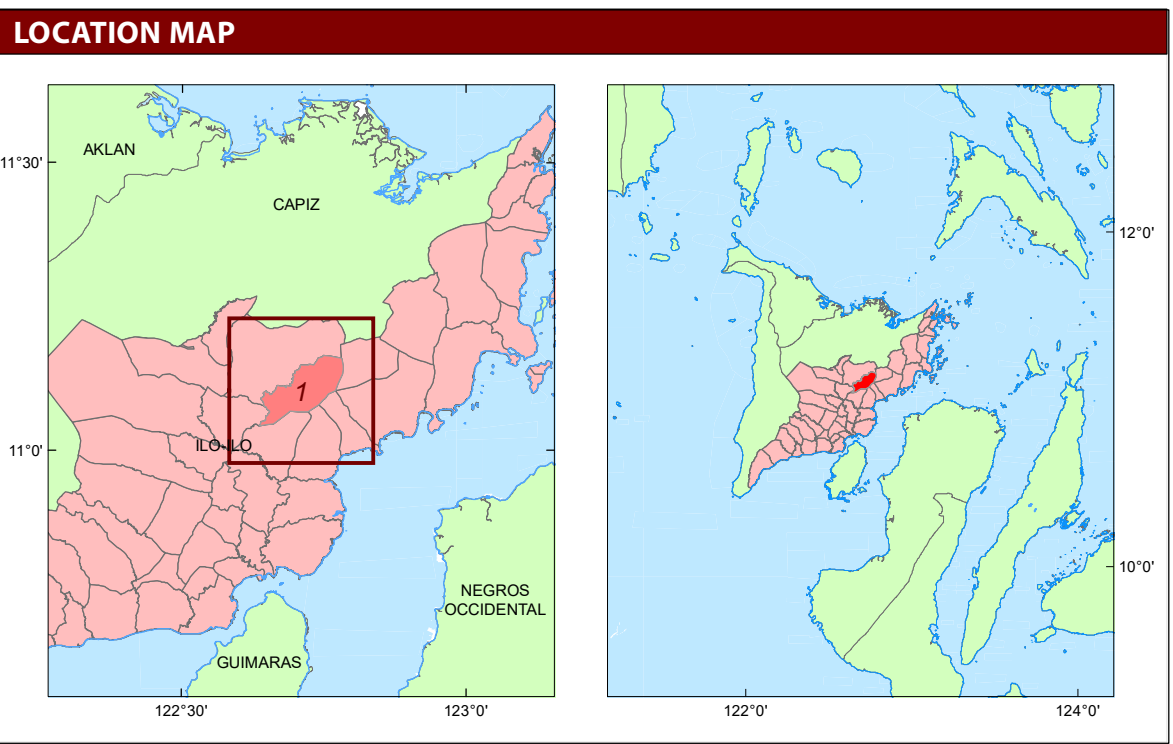 LOCATION MAP
AKLAN
11°30'
CAPIZ
1
ILO-ILO
11°0'
NEGROS
OCCIDENTAL
GUIMARAS
122°30'
123°0'
12°0'
10°0'
122°0'
124°0'